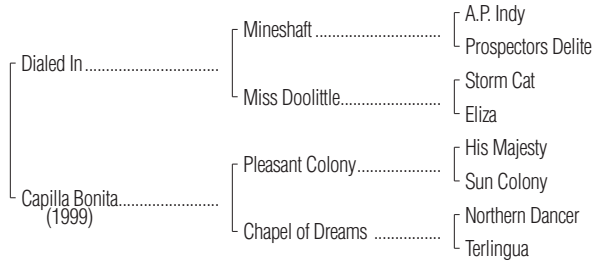 A.P. Indy
Mineshaft
Prospectors Delite
Dialed In
Storm Cat
Miss Doolittle
Eliza
His Majesty
Pleasant Colony
Sun Colony
Capilla Bonita
(1999)
Northern Dancer
Chapel of Dreams
Terlingua